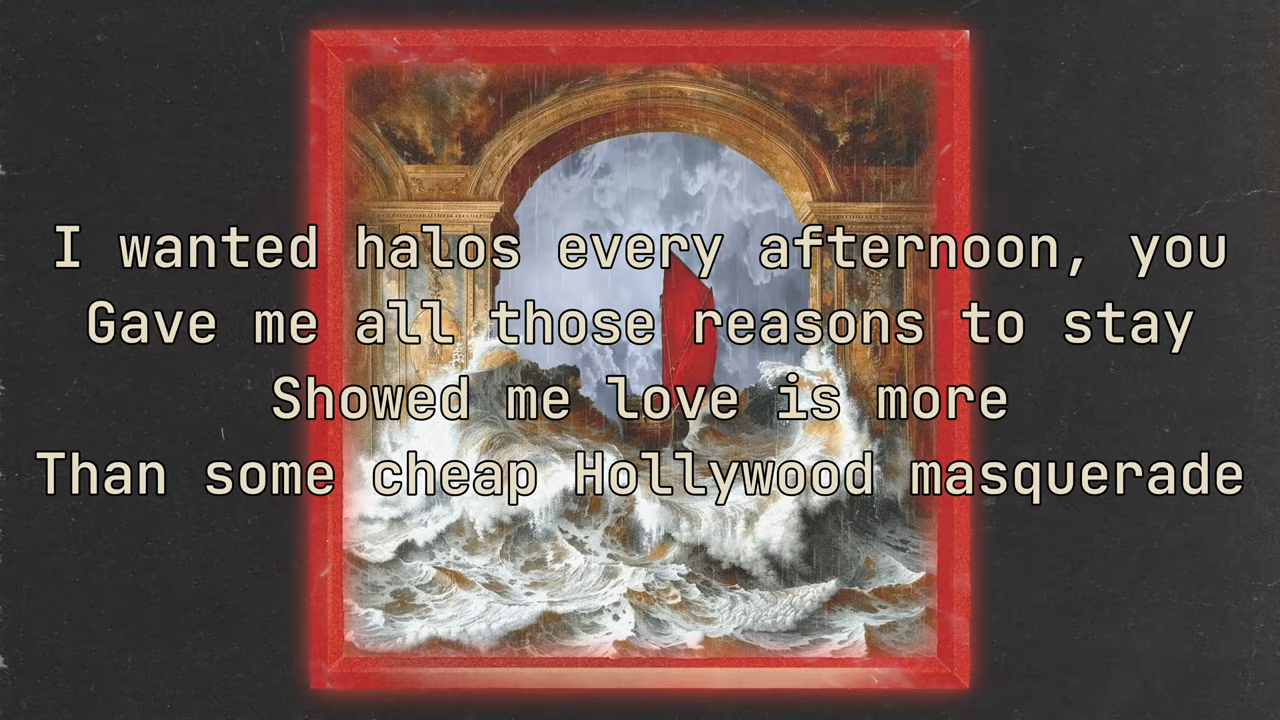 I wanted halos every afternoon, you
Gave me all those reasons to stay
Showed me love is more
Than some cheap Hollywood masquerade